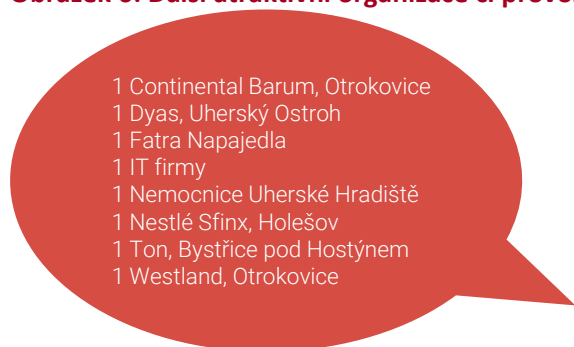 1 Continental Barum, Otrokovice
1 Dyas, Uherský Ostroh
1 Fatra Napajedla
1 IT firmy
1 Nemocnice Uherské Hradiště
1 Nestlé Sfinx, Holešov
1 Ton, Bystřice pod Hostýnem
1 Westland, Otrokovice